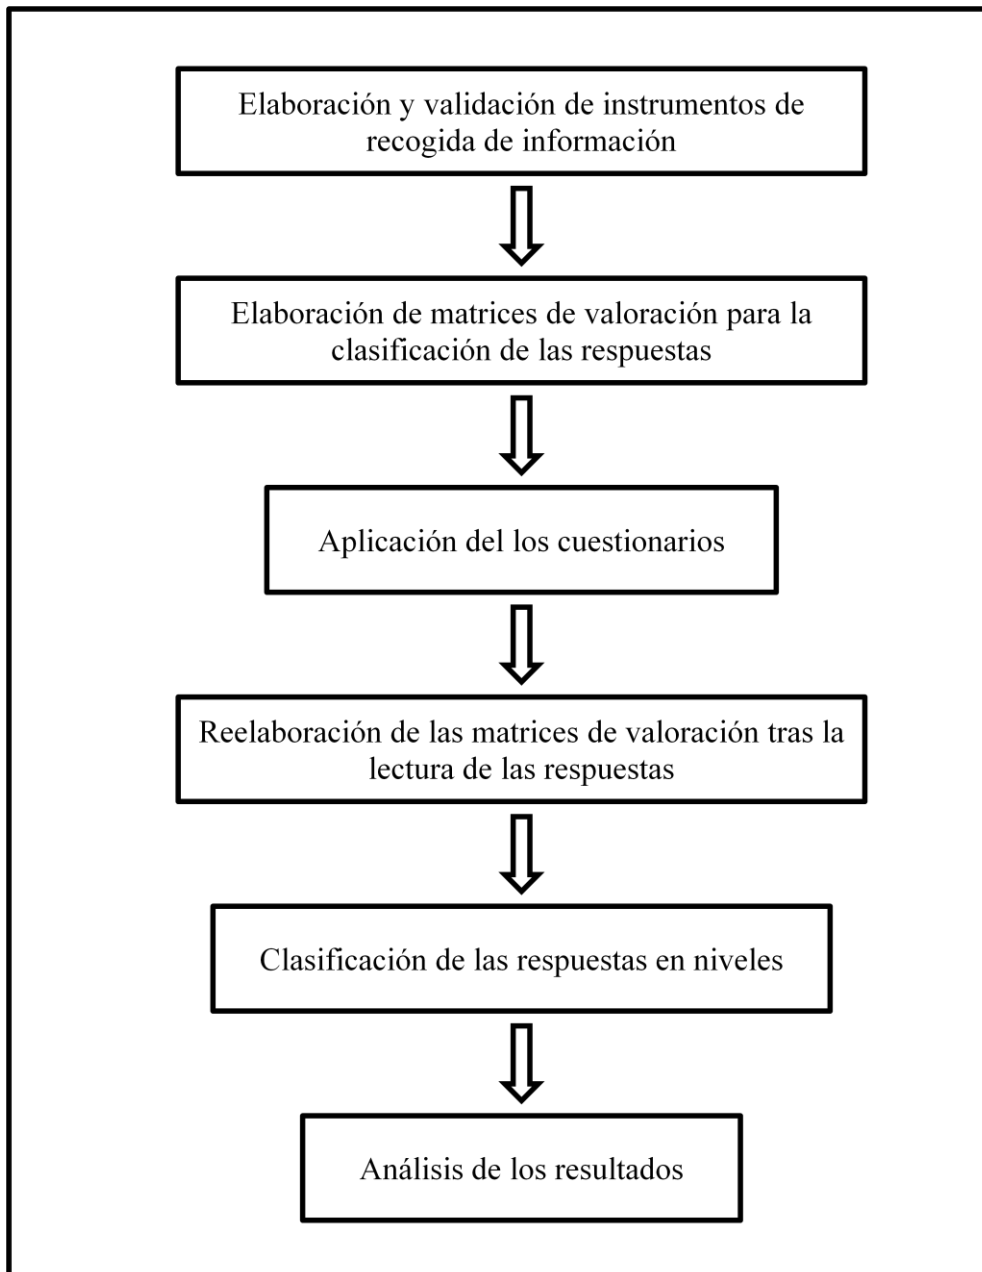 Elaboración y validación de instrumentos de
recogida de información
Elaboración de matrices de valoración para la
clasificación de las respuestas
Aplicación del los cuestionarios
Reelaboración de las matrices de valoración tras la
lectura de las respuestas
Clasificación de las respuestas en niveles
Análisis de los resultados